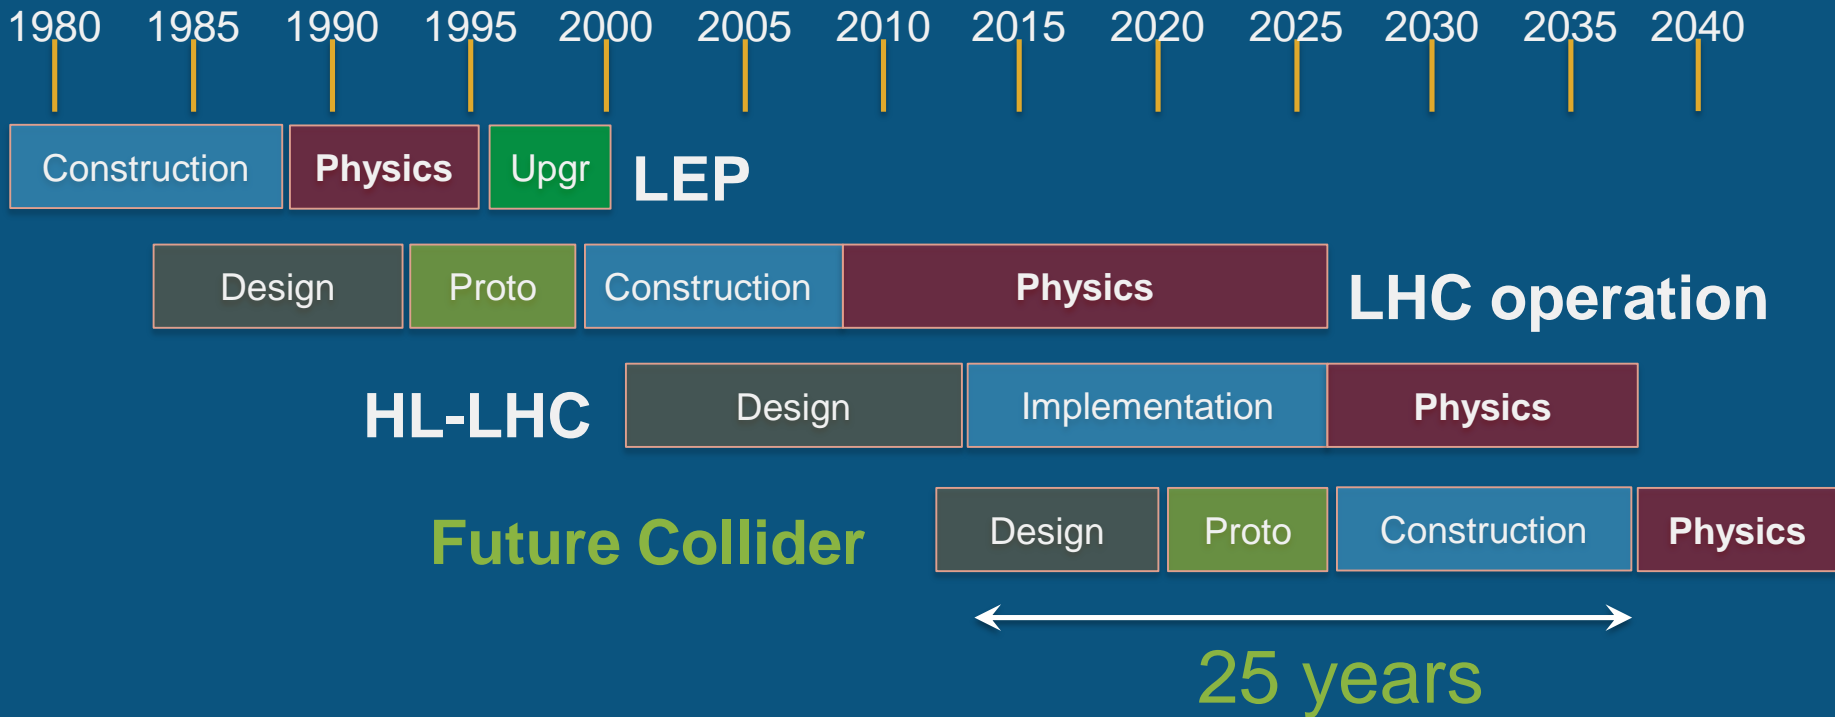 1980 1985 1990 1995 2000 2005 2010 2015 2020 2025 2030 2035 2040
Construction Physics Upgr LEP
Design Proto Construction Physics LHC operation
HL-LHC Design Implementation Physics
Future Collider Design Proto Construction Physics
25 years